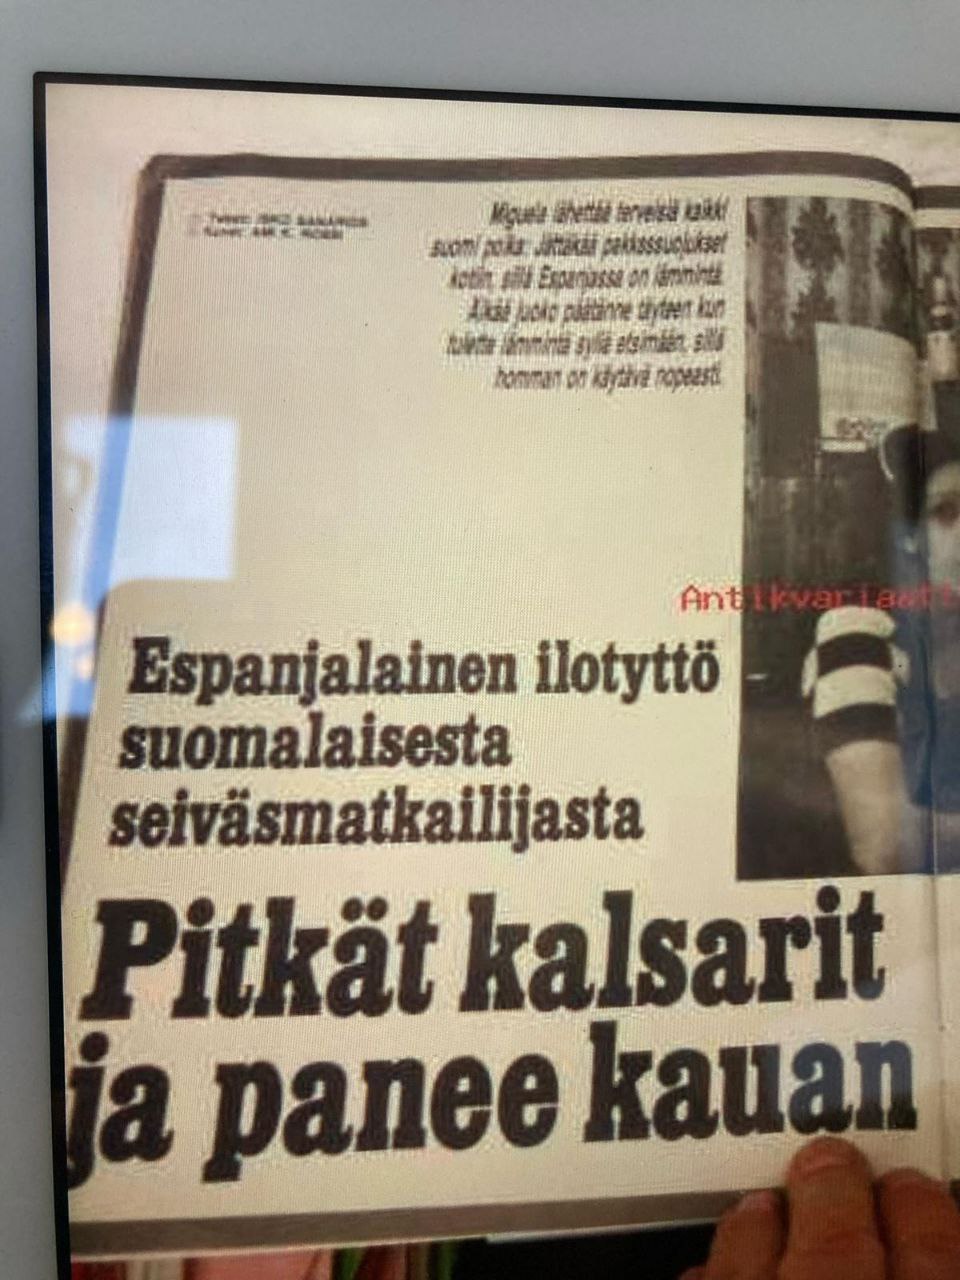 Miguela lähettää terveisiä kaikki
suomi poika: Jättäkää pakkassuojukset
kotiin, sillä Espanjassa on lämmintä.
Älkää juoko päätänne täyteen kun
tulette lämmintä syliä etsimään, sillä
homman on käytävä nopeasti.
Antikvariaatti
Espanjalainen ilotyttö
suomalaisesta
seiväsmatkailijasta
Pitkät kalsarit
ja panee kauan